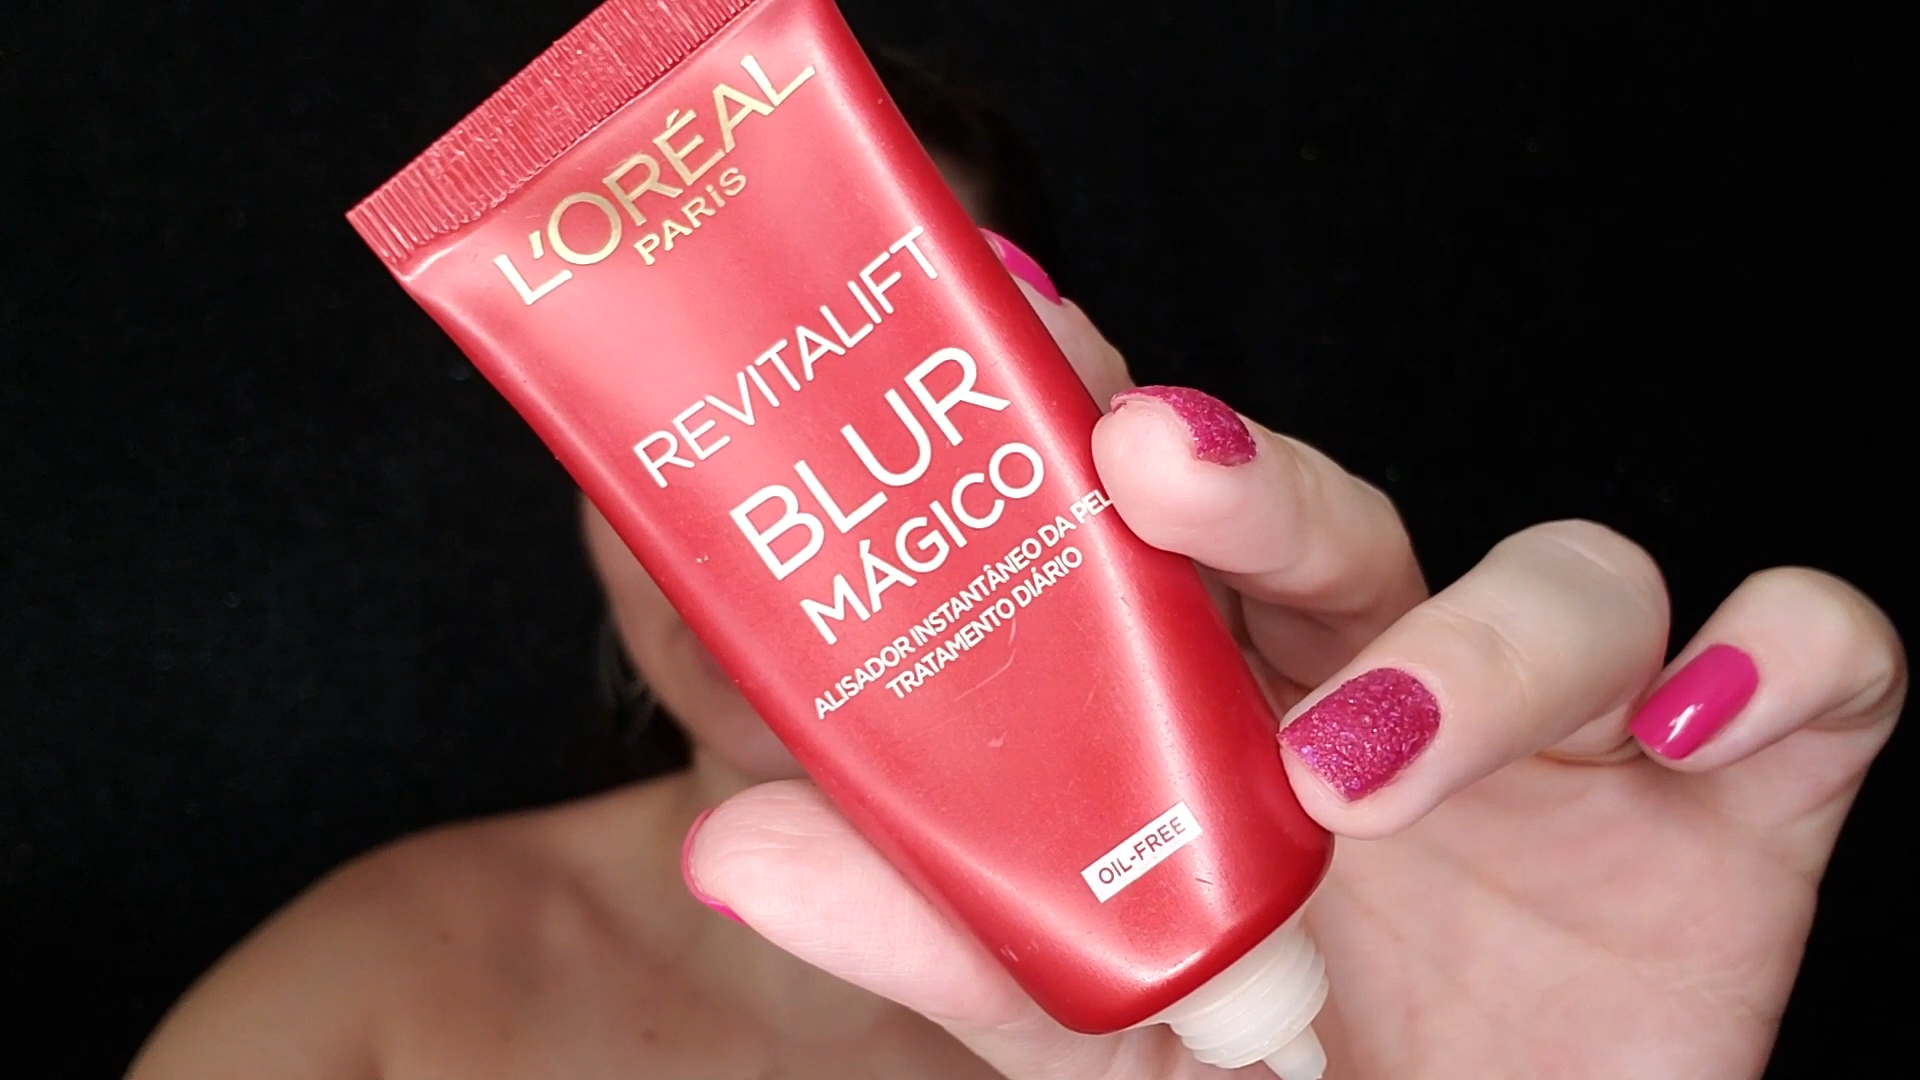 L'ORÉAL
PARIS
REVITALIFT
BLUR
MÁGICO
ALISADOR INSTANTÂNEO DA PEL
TRATAMENTO DIÁRIO
OIL-FREE